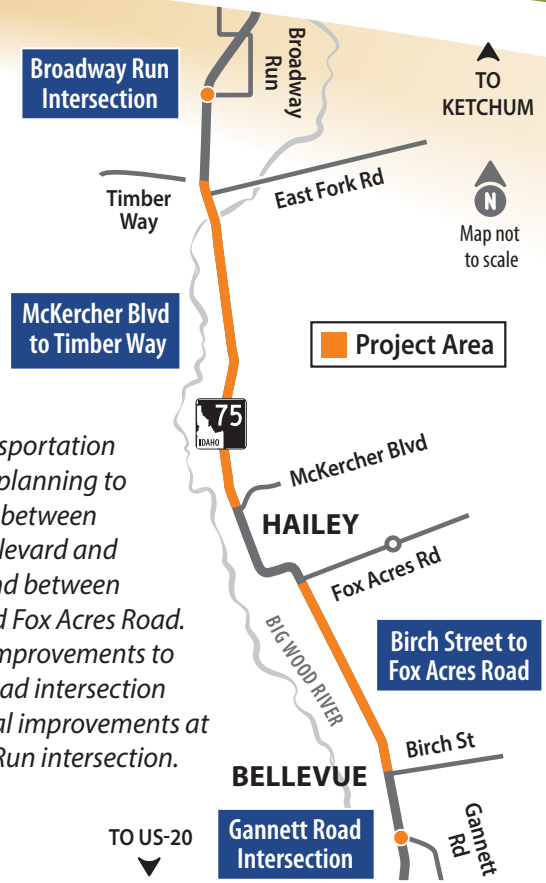 Broadway Run
Intersection
Broadway
Run
TO
KETCHUM
Timber
Way
East Fork Rd
N
Map not
to scale
McKercher Blvd
to Timber Way
Project Area
75
IDAHO
sportation
planning to
between
levard and
nd between
d Fox Acres Road.
mprovements to
ad intersection
al improvements at
Run intersection.
McKercher Blvd
HAILEY
Fox Acres Rd
BIG WOOD RIVER
Birch Street to
Fox Acres Road
Birch St
BELLEVUE
Gannett
Rd
TO US-20
Gannett Road
Intersection